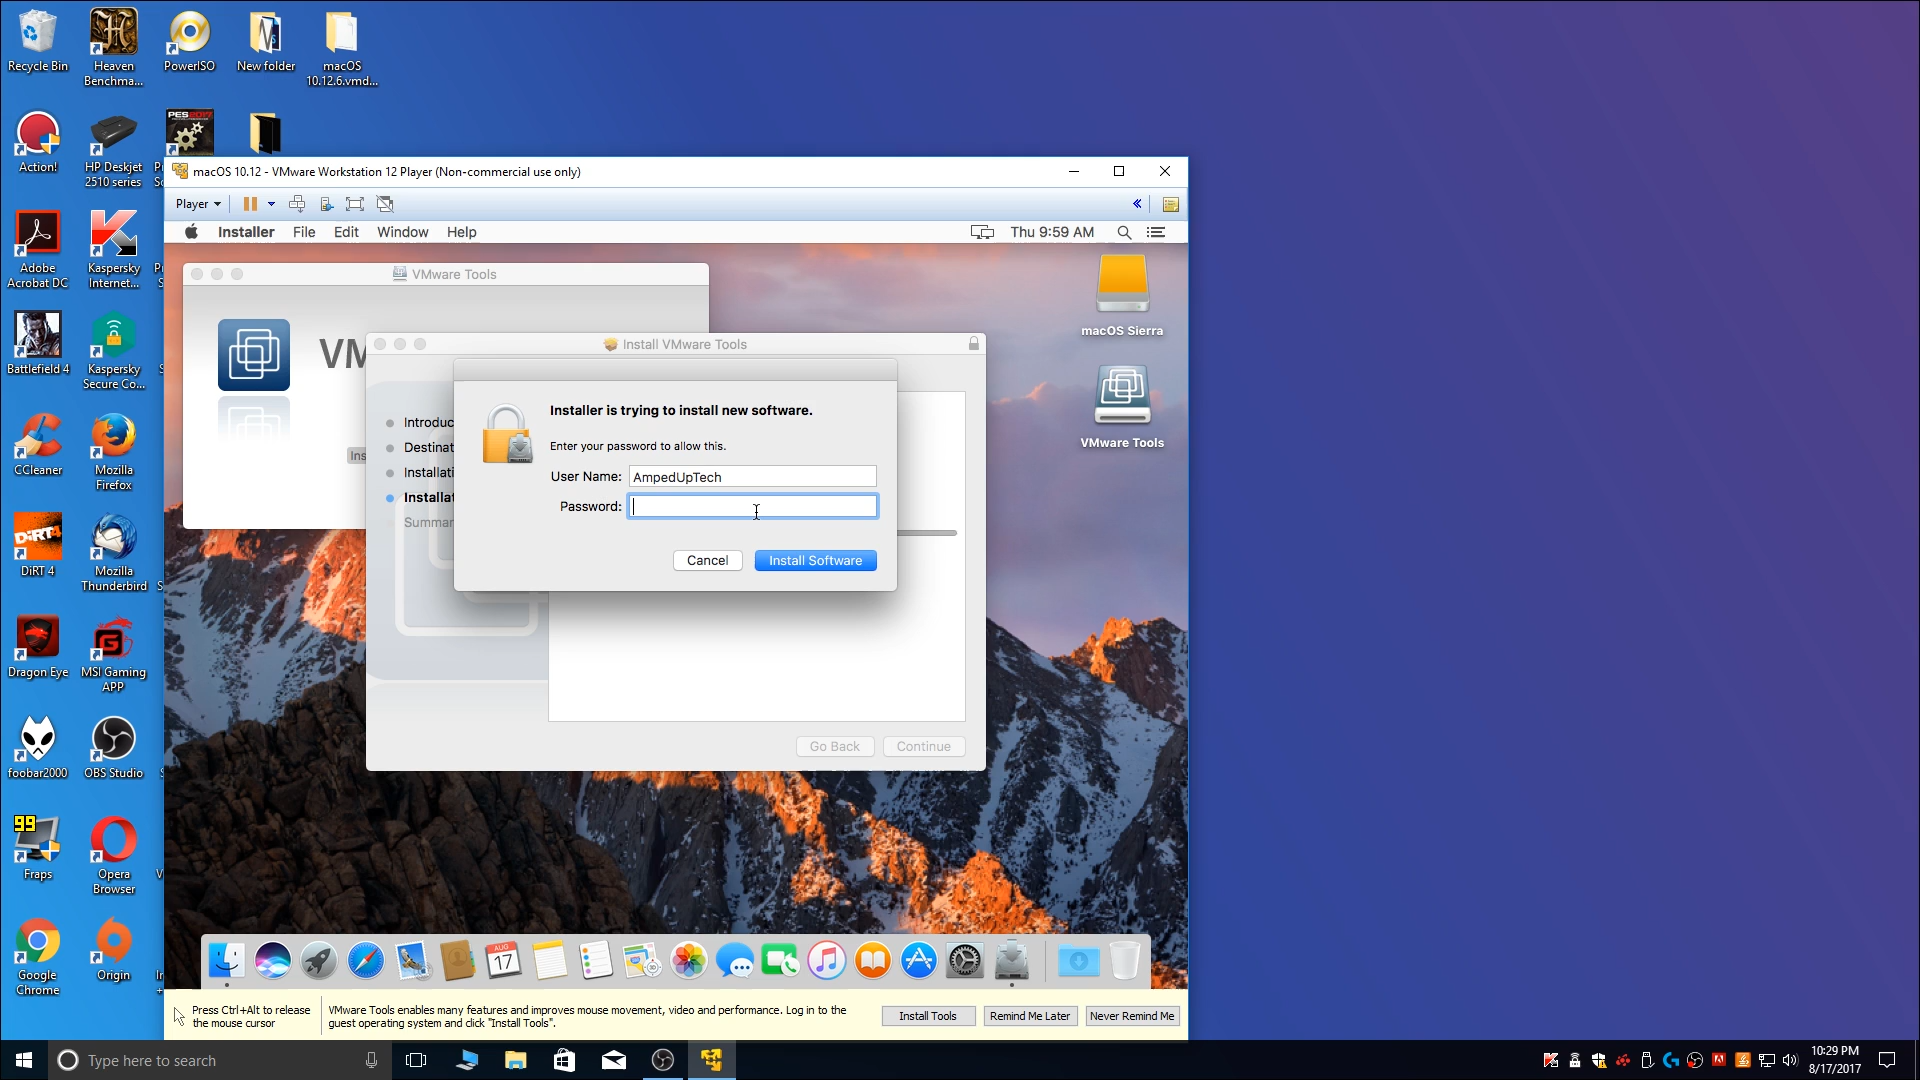 Recycle Bin
Heaven
Benchma...
PowerISO
New folder
macOS
10.12.6.vmd...
PES2017
Action!
HP Deskjet
2510 series
macOS 10.12 - VMware Workstation 12 Player (Non-commercial use only)
Player
Installer File Edit Window Help
Thu 9:59 AM
Adobe
Acrobat DC
Kaspersky
Internet...
VMware Tools
VM
macOS Sierra
Install VMware Tools
Battlefield 4
Kaspersky
Secure Co...
Installer is trying to install new software.
Enter your password to allow this.
User Name: AmpedUpTech
Password:
Cancel
Install Software
Introduc
Destinat
Installati
Installat
Summar
Ins
VMware Tools
CCleaner
Mozilla
Firefox
DiRT 4
DiRT 4
Mozilla
Thunderbird
Dragon Eye
MSI Gaming
APP
Go Back
Continue
foobar2000
OBS Studio
99
Fraps
Opera
Browser
AUG
17
Google
Chrome
Origin
Press Ctrl+Alt to release
the mouse cursor
VMware Tools enables many features and improves mouse movement, video and performance. Log in to the
guest operating system and click "Install Tools".
Install Tools
Remind Me Later
Never Remind Me
Type here to search
10:29 PM
8/17/2017